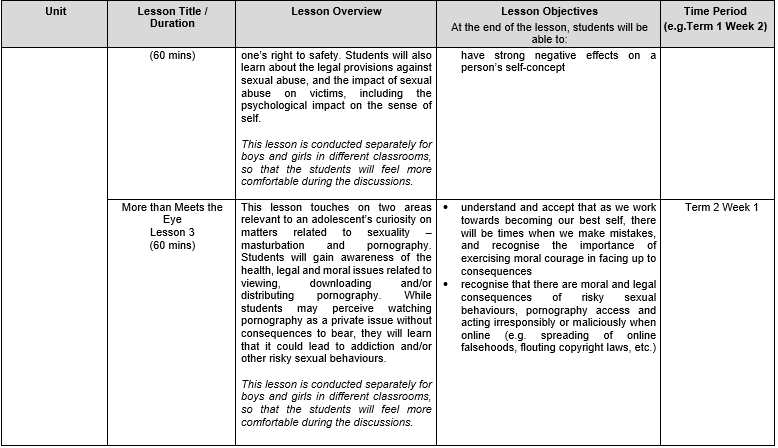 Unit
Lesson Title /
Duration
Lesson Overview
Lesson Objectives
At the end of the lesson, students will be
able to:
Time Period
(e.g.Term 1 Week 2)
(60 mins)
one's right to safety. Students will also
learn about the legal provisions against
sexual abuse, and the impact of sexual
abuse on victims, including the
psychological impact on the sense of
self.
This lesson is conducted separately for
boys and girls in different classrooms,
so that the students will feel more
comfortable during the discussions.
have strong negative effects on a
person's self-concept
More than Meets the
Eye
Lesson 3
(60 mins)
This lesson touches on two areas
relevant to an adolescent's curiosity on
matters related to sexuality –
masturbation and pornography.
Students will gain awareness of the
health, legal and moral issues related to
viewing, downloading and/or
distributing pornography. While
students may perceive watching
pornography as a private issue without
consequences to bear, they will learn
that it could lead to addiction and/or
other risky sexual behaviours.
This lesson is conducted separately for
boys and girls in different classrooms,
so that the students will feel more
comfortable during the discussions.
• understand and accept that as we work
towards becoming our best self, there
will be times when we make mistakes,
and recognise the importance of
exercising moral courage in facing up to
consequences
• recognise that there are moral and legal
consequences of risky sexual
behaviours, pornography access and
acting irresponsibly or maliciously when
online (e.g. spreading of online
falsehoods, flouting copyright laws, etc.)
Term 2 Week 1